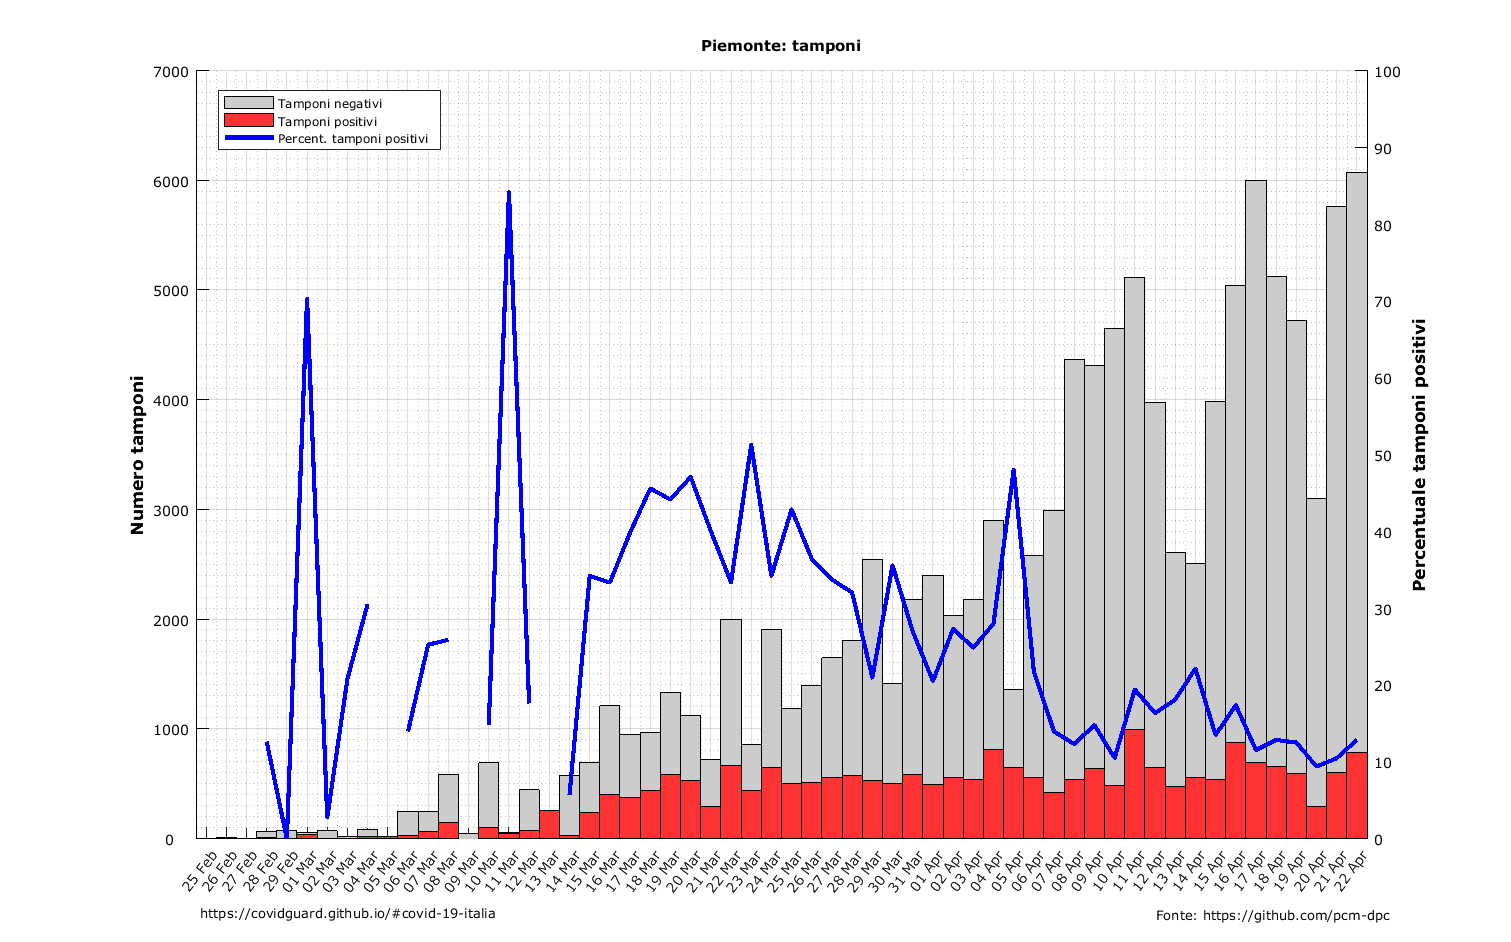 Piemonte: tamponi
Tamponi negativi
Tamponi positivi
Percent. tamponi positivi
Numero tamponi
7000
6000
5000
4000
3000
2000
1000
0
Percentuale tamponi positivi
100
90
80
70
60
50
40
30
20
10
0
25 Feb
26 Feb
27 Feb
28 Feb
29 Feb
01 Mar
02 Mar
03 Mar
04 Mar
05 Mar
06 Mar
07 Mar
08 Mar
09 Mar
10 Mar
11 Mar
12 Mar
13 Mar
14 Mar
15 Mar
16 Mar
17 Mar
18 Mar
19 Mar
20 Mar
21 Mar
22 Mar
23 Mar
24 Mar
25 Mar
26 Mar
27 Mar
28 Mar
29 Mar
30 Mar
31 Mar
01 Apr
02 Apr
03 Apr
04 Apr
05 Apr
06 Apr
07 Apr
08 Apr
09 Apr
10 Apr
11 Apr
12 Apr
13 Apr
14 Apr
15 Apr
16 Apr
17 Apr
18 Apr
19 Apr
20 Apr
21 Apr
22 Apr
https://covidguard.github.io/#covid-19-italia
Fonte: https://github.com/pcm-dpc